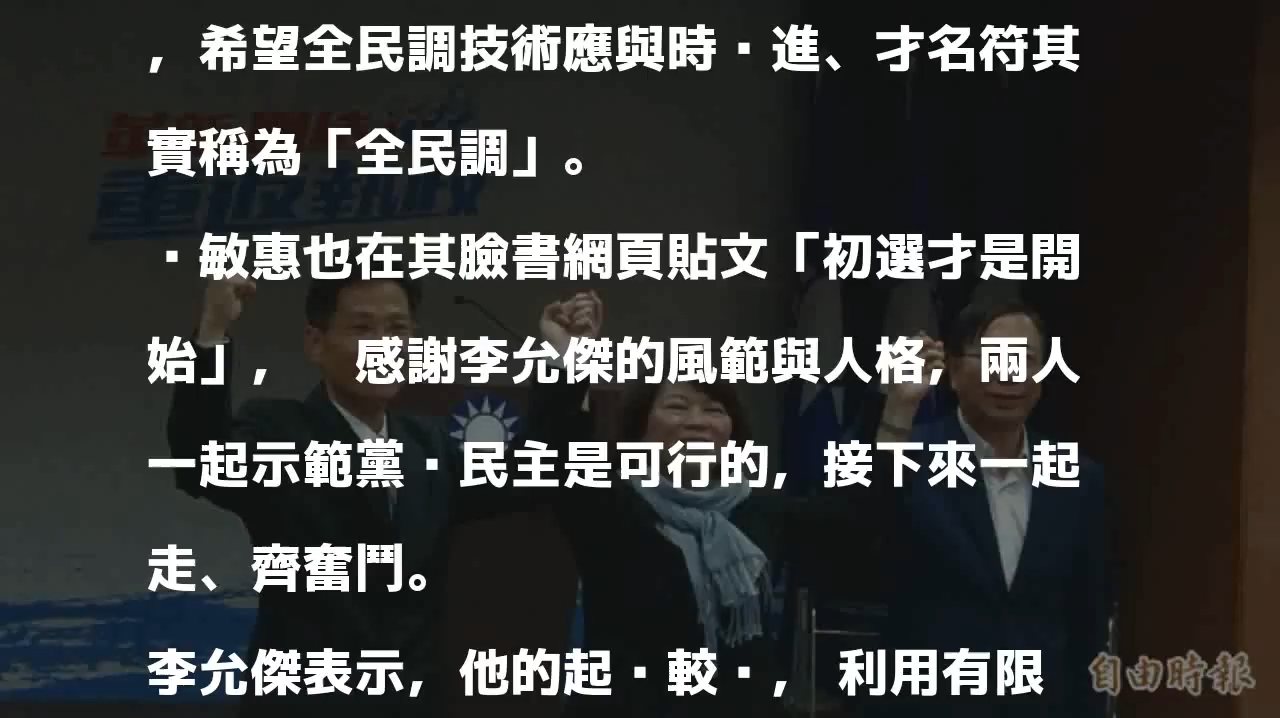 ，希望全民調技術應與時▪進、才名符其
實稱為「全民調」。
▪敏惠也在其臉書網頁貼文「初選才是開
始」，　感謝李允傑的風範與人格，兩人
一起示範黨▪民主是可行的，接下來一起
走、齊奮鬥。
李允傑表示，他的起▪較▪， 利用有限
自由時報